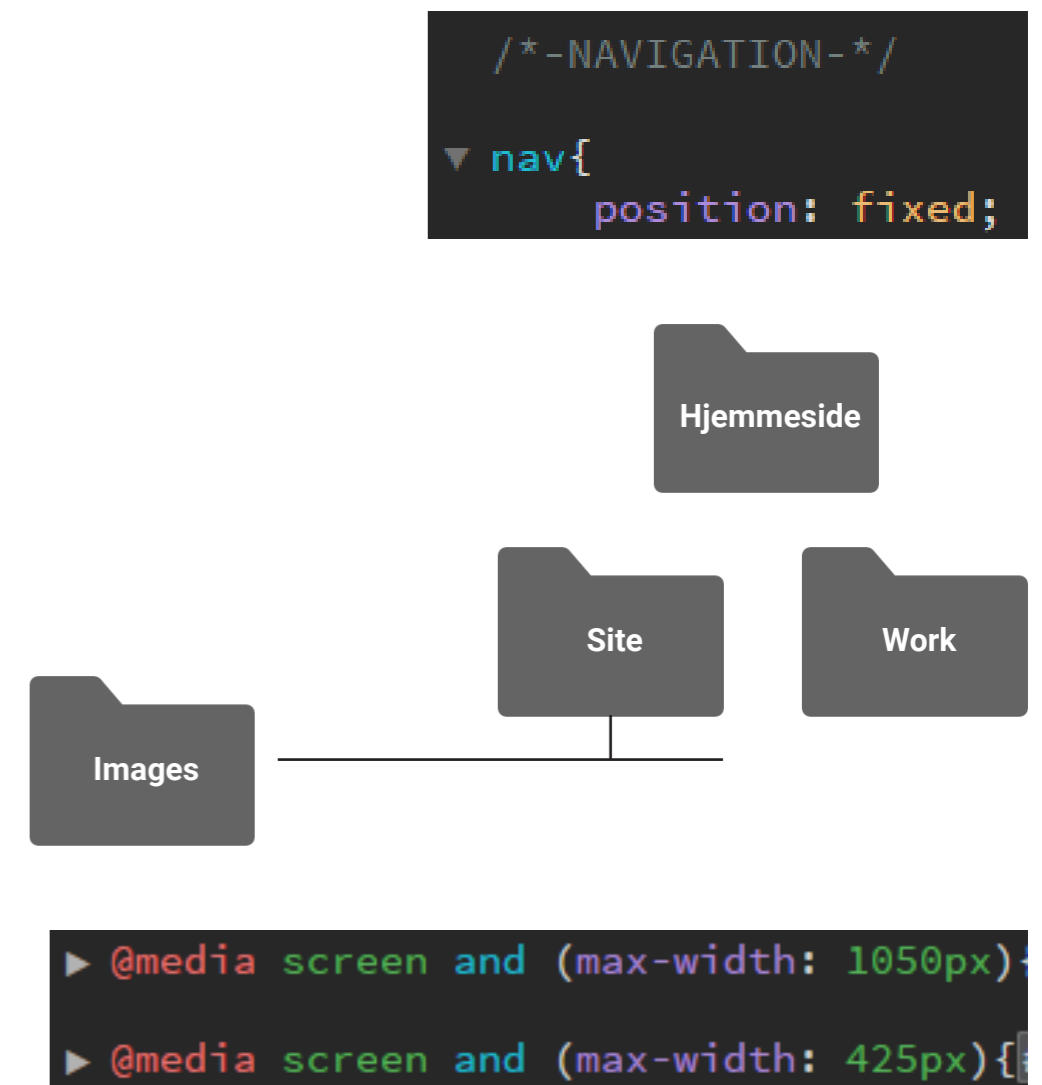 /*-NAVIGATION-*/
nav{
position: fixed;
Hjemmeside
Site
Work
Images
@media screen and (max-width: 1050px){
@media screen and (max-width: 425px){